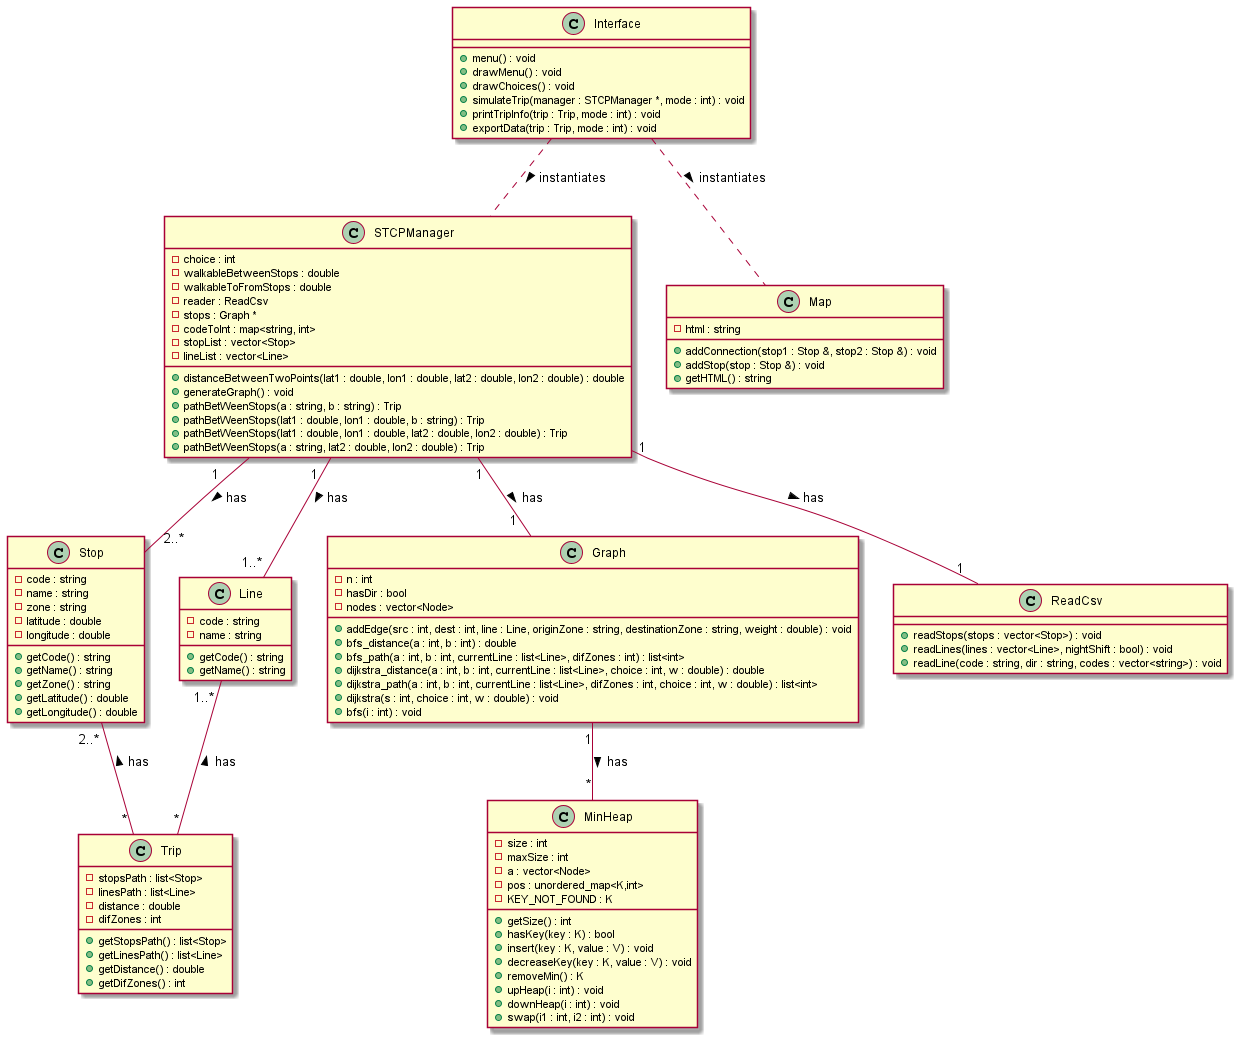 C Interface
menu() : void
drawMenu() : void
drawChoices() : void
simulateTrip(manager : STCPManager *, mode : int) : void
printTripInfo(trip : Trip, mode : int) : void
exportData(trip : Trip, mode : int) : void
instantiates
instantiates
C STCPManager
choice : int
walkableBetweenStops : double
walkableToFromStops : double
reader : ReadCsv
stops : Graph *
codeToInt : map<string, int>
stopList : vector<Stop>
lineList : vector<Line>
distanceBetweenTwoPoints(lat1 : double, lon1 : double, lat2 : double, lon2 : double) : double
generateGraph() : void
pathBetWeenStops(a : string, b : string) : Trip
pathBetWeenStops(lat1 : double, lon1 : double, b : string) : Trip
pathBetWeenStops(lat1 : double, lon1 : double, lat2 : double, lon2 : double) : Trip
pathBetWeenStops(a : string, lat2 : double, lon2 : double) : Trip
C Map
html : string
addConnection(stop1 : Stop &, stop2 : Stop &) : void
addStop(stop : Stop &) : void
getHTML() : string
1
1
1
1
has
has
has
has
2..*
1..*
1
1
C Stop
code : string
name : string
zone : string
latitude : double
longitude : double
getCode() : string
getName() : string
getZone() : string
getLatitude() : double
getLongitude() : double
C Line
code : string
name : string
getCode() : string
getName() : string
C Graph
n : int
hasDir : bool
nodes : vector<Node>
addEdge(src : int, dest : int, line : Line, originZone : string, destinationZone : string, weight : double) : void
bfs_distance(a : int, b : int) : double
bfs_path(a : int, b : int, currentLine : list<Line>, difZones : int) : list<int>
dijkstra_distance(a : int, b : int, currentLine : list<Line>, choice : int, w : double) : double
dijkstra_path(a : int, b : int, currentLine : list<Line>, difZones : int, choice : int, w : double) : list<int>
dijkstra(s : int, choice : int, w : double) : void
bfs(i : int) : void
C ReadCsv
readStops(stops : vector<Stop>) : void
readLines(lines : vector<Line>, nightShift : bool) : void
readLine(code : string, dir : string, codes : vector<string>) : void
2..*
1..*
1
has
has
has
*
*
*
C Trip
stopsPath : list<Stop>
linesPath : list<Line>
distance : double
difZones : int
getStopsPath() : list<Stop>
getLinesPath() : list<Line>
getDistance() : double
getDifZones() : int
C MinHeap
size : int
maxSize : int
a : vector<Node>
pos : unordered_map<K,int>
KEY_NOT_FOUND : K
getSize() : int
hasKey(key : K) : bool
insert(key : K, value : V) : void
decreaseKey(key : K, value : V) : void
removeMin() : K
upHeap(i : int) : void
downHeap(i : int) : void
swap(i1 : int, i2 : int) : void